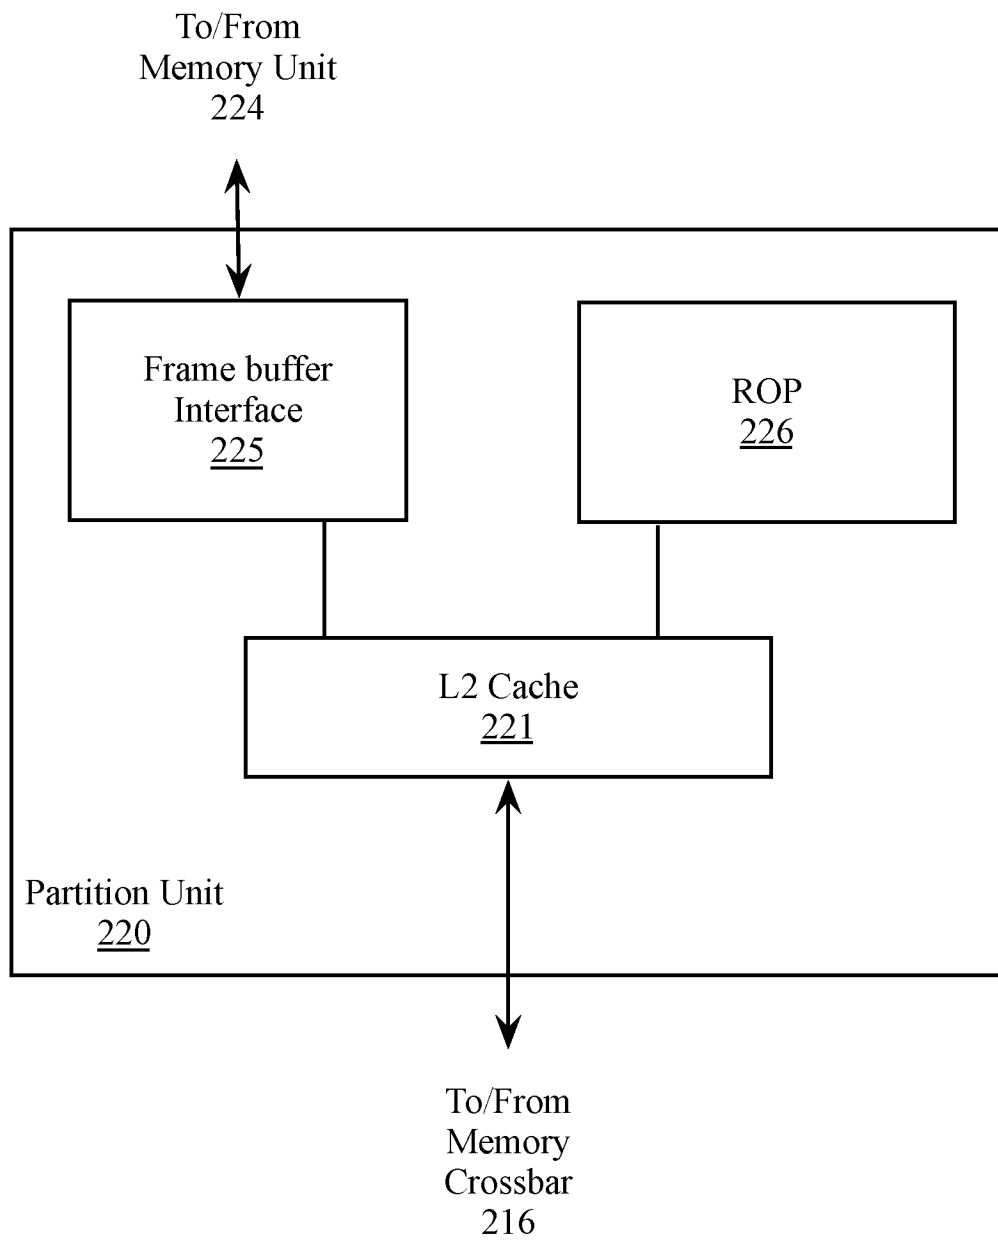 To/From
Memory Unit
224
Frame buffer
Interface
225
ROP
226
L2 Cache
221
Partition Unit
220
To/From
Memory
Crossbar
216